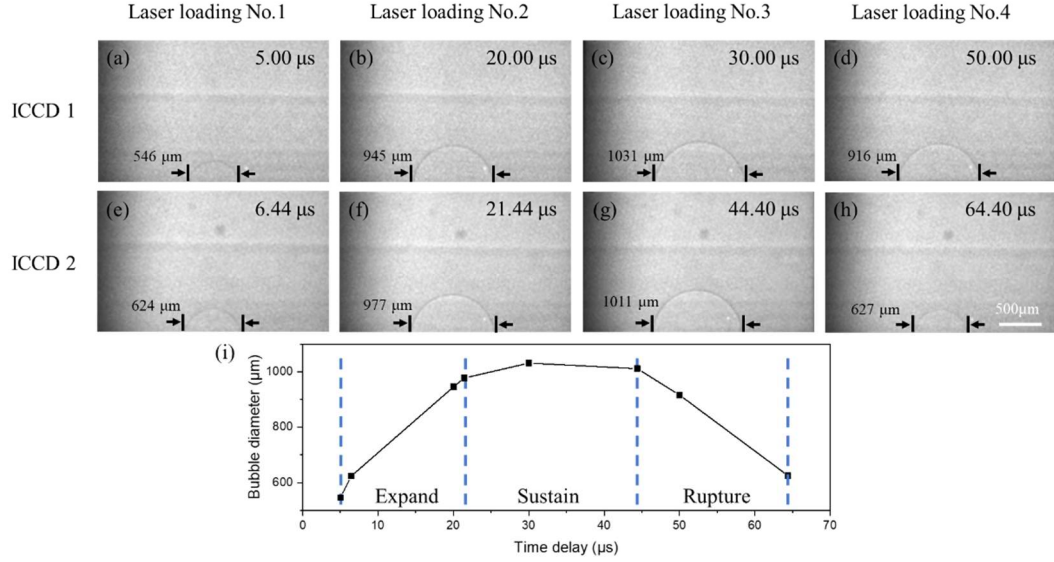 Laser loading No.1 Laser loading No.2 Laser loading No.3 Laser loading No.4
ICCD 1
(a) 5.00 μs
546 μm
(b) 20.00 μs
945 μm
(c) 30.00 μs
1031 μm
(d) 50.00 μs
916 μm
ICCD 2
(e) 6.44 μs
624 μm
(f) 21.44 μs
977 μm
(g) 44.40 μs
1011 μm
(h) 64.40 μs
627 μm
500μm
(i)
Bubble diameter (μm)
1000
800
600
Expand Sustain Rupture
0 10 20 30 40 50 60 70
Time delay (μs)